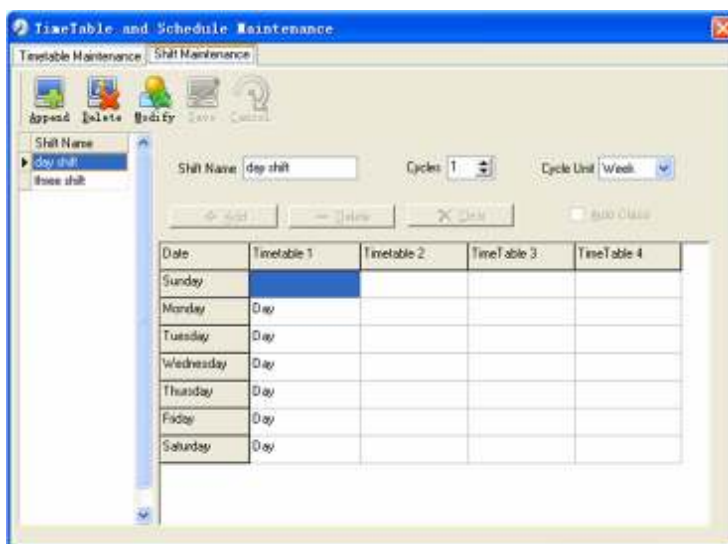 TimeTable and Schedule Maintenance
Timetable Maintenance Shift Maintenance
Append Delete Modify Save Cancel
Shift Name
day shift
three shift
Shift Name day shift Cycles 1 Cycle Unit Week
Add Delete Clear Auto Class
Date Timetable 1 Timetable 2 TimeTable 3 TimeTable 4
Sunday
Monday Day
Tuesday Day
Wednesday Day
Thursday Day
Friday Day
Saturday Day